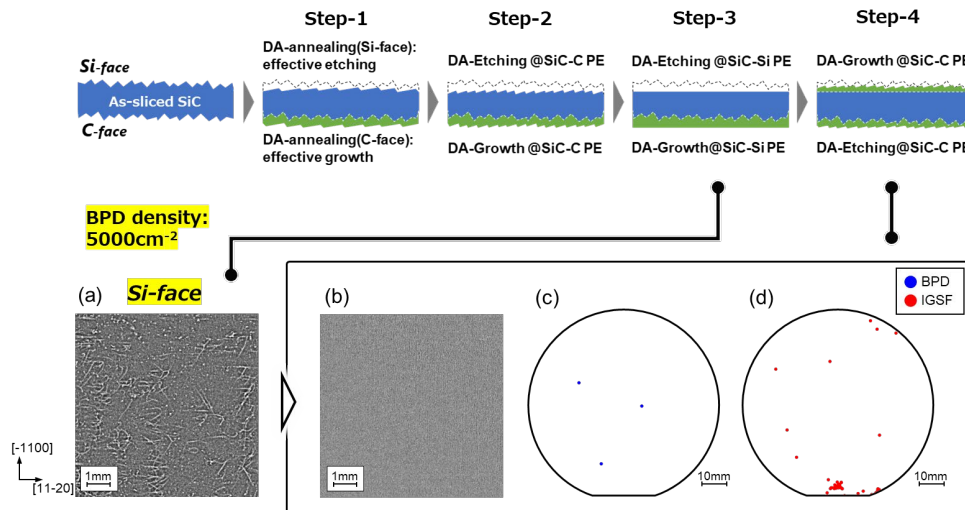 Step-1
Step-2
Step-3
Step-4
DA-annealing(Si-face):
effective etching
DA-Etching @SiC-C PE
DA-Etching @SiC-Si PE
DA-Growth @SiC-C PE
Si-face
As-sliced SiC
C-face
DA-annealing(C-face):
effective growth
DA-Growth @SiC-C PE
DA-Growth@SiC-Si PE
DA-Etching@SiC-C PE
BPD density:
5000cm⁻²
BPD
IGSF
(a)
Si-face
(b)
(c)
(d)
[-1100]
[11-20]
1mm
1mm
10mm
10mm